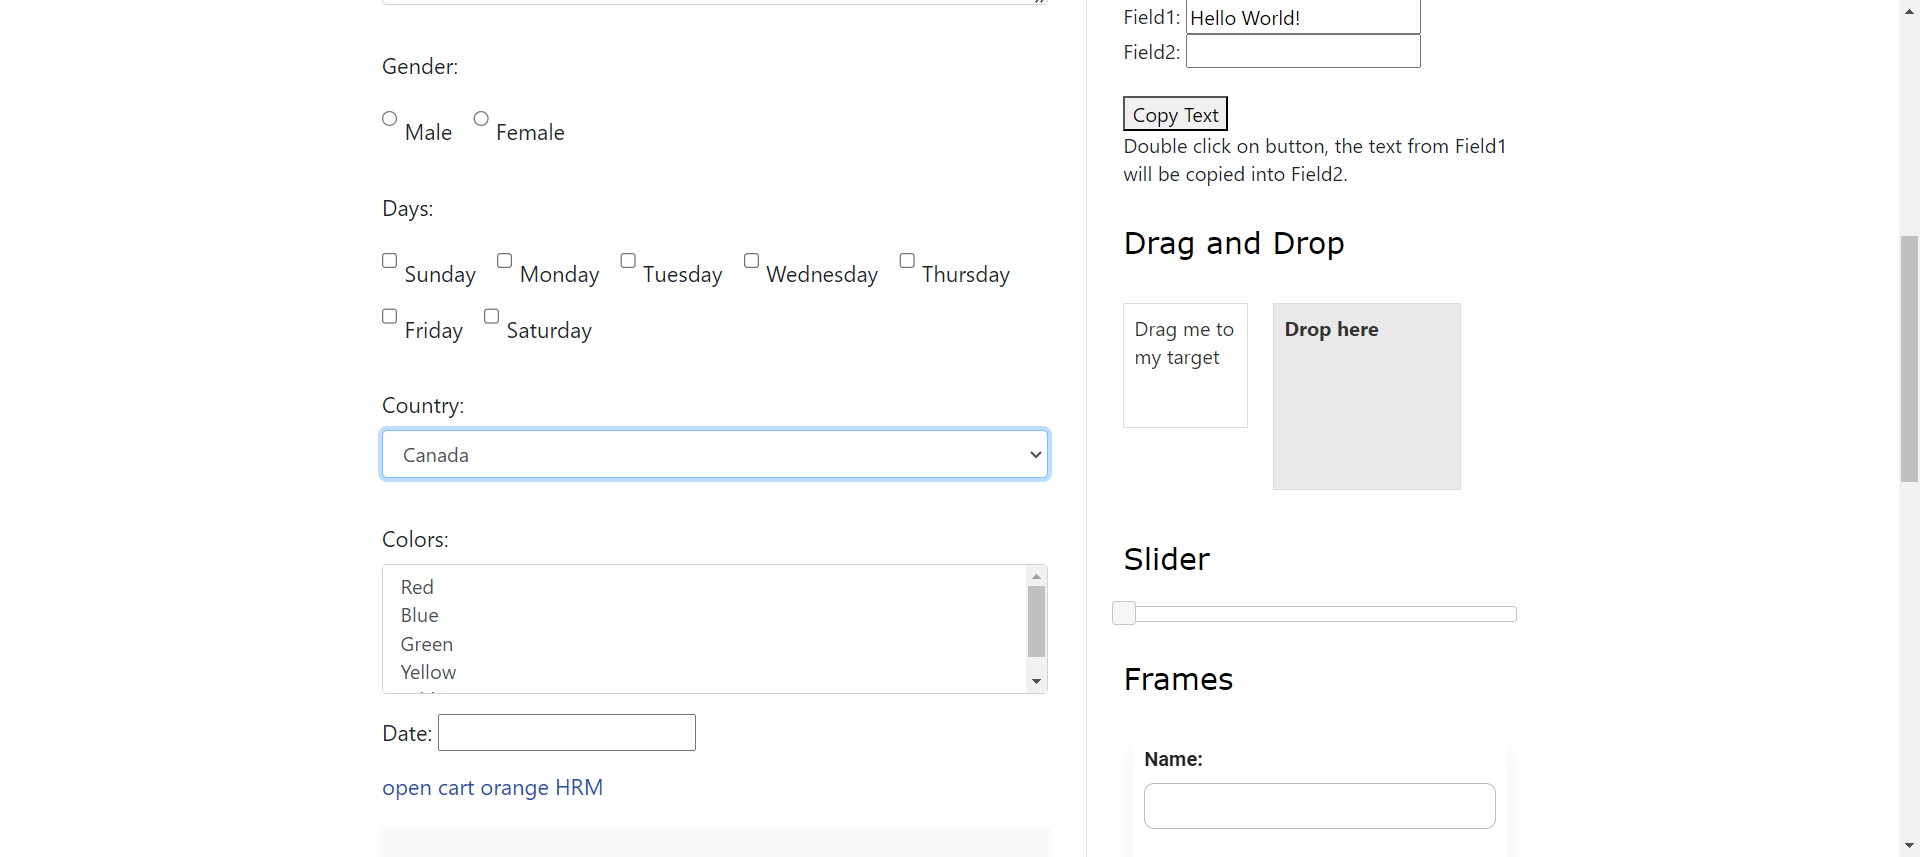 Gender:
Male Female
Days:
Sunday Monday Tuesday Wednesday Thursday
Friday Saturday
Country:
Canada
Colors:
Red
Blue
Green
Yellow
Date:
open cart orange HRM
Field1: Hello World!
Field2:
Copy Text
Double click on button, the text from Field1
will be copied into Field2.
Drag and Drop
Drag me to
my target
Drop here
Slider
Frames
Name: